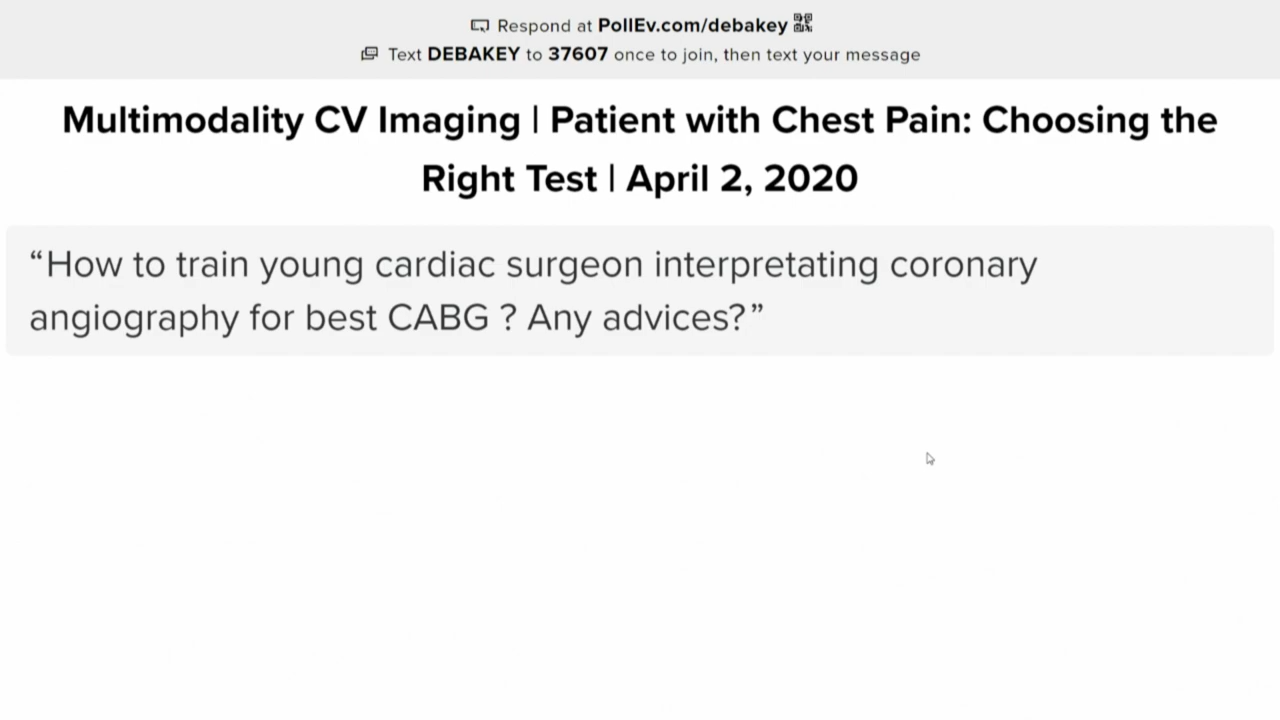 Respond at PollEv.com/debakey
Text DEBAKEY to 37607 once to join, then text your message
Multimodality CV Imaging | Patient with Chest Pain: Choosing the
Right Test | April 2, 2020
“How to train young cardiac surgeon interpretating coronary
angiography for best CABG ? Any advices?”